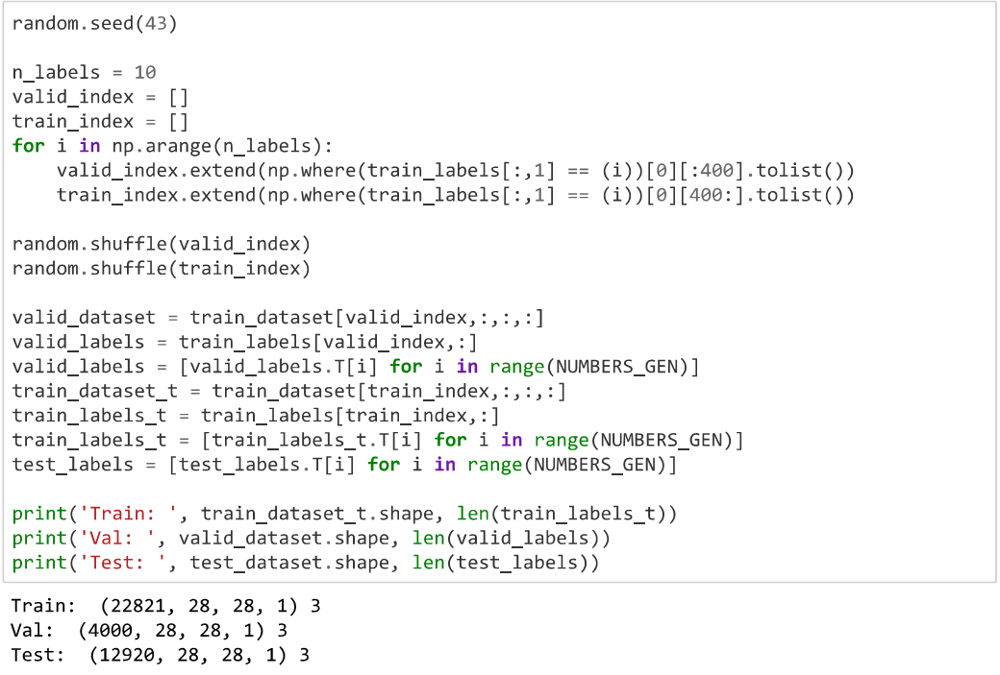 random.seed(43)

n_labels = 10
valid_index = []
train_index = []
for i in np.arange(n_labels):
    valid_index.extend(np.where(train_labels[:,1] == (i))[0][:400].tolist())
    train_index.extend(np.where(train_labels[:,1] == (i))[0][400:].tolist())

random.shuffle(valid_index)
random.shuffle(train_index)

valid_dataset = train_dataset[valid_index,:,:,:]
valid_labels = train_labels[valid_index,:]
valid_labels = [valid_labels.T[i] for i in range(NUMBERS_GEN)]
train_dataset_t = train_dataset[train_index,:,:,:]
train_labels_t = train_labels[train_index,:]
train_labels_t = [train_labels_t.T[i] for i in range(NUMBERS_GEN)]
test_labels = [test_labels.T[i] for i in range(NUMBERS_GEN)]

print('Train: ', train_dataset_t.shape, len(train_labels_t))
print('Val: ', valid_dataset.shape, len(valid_labels))
print('Test: ', test_dataset.shape, len(test_labels))

Train:  (22821, 28, 28, 1) 3
Val:  (4000, 28, 28, 1) 3
Test:  (12920, 28, 28, 1) 3